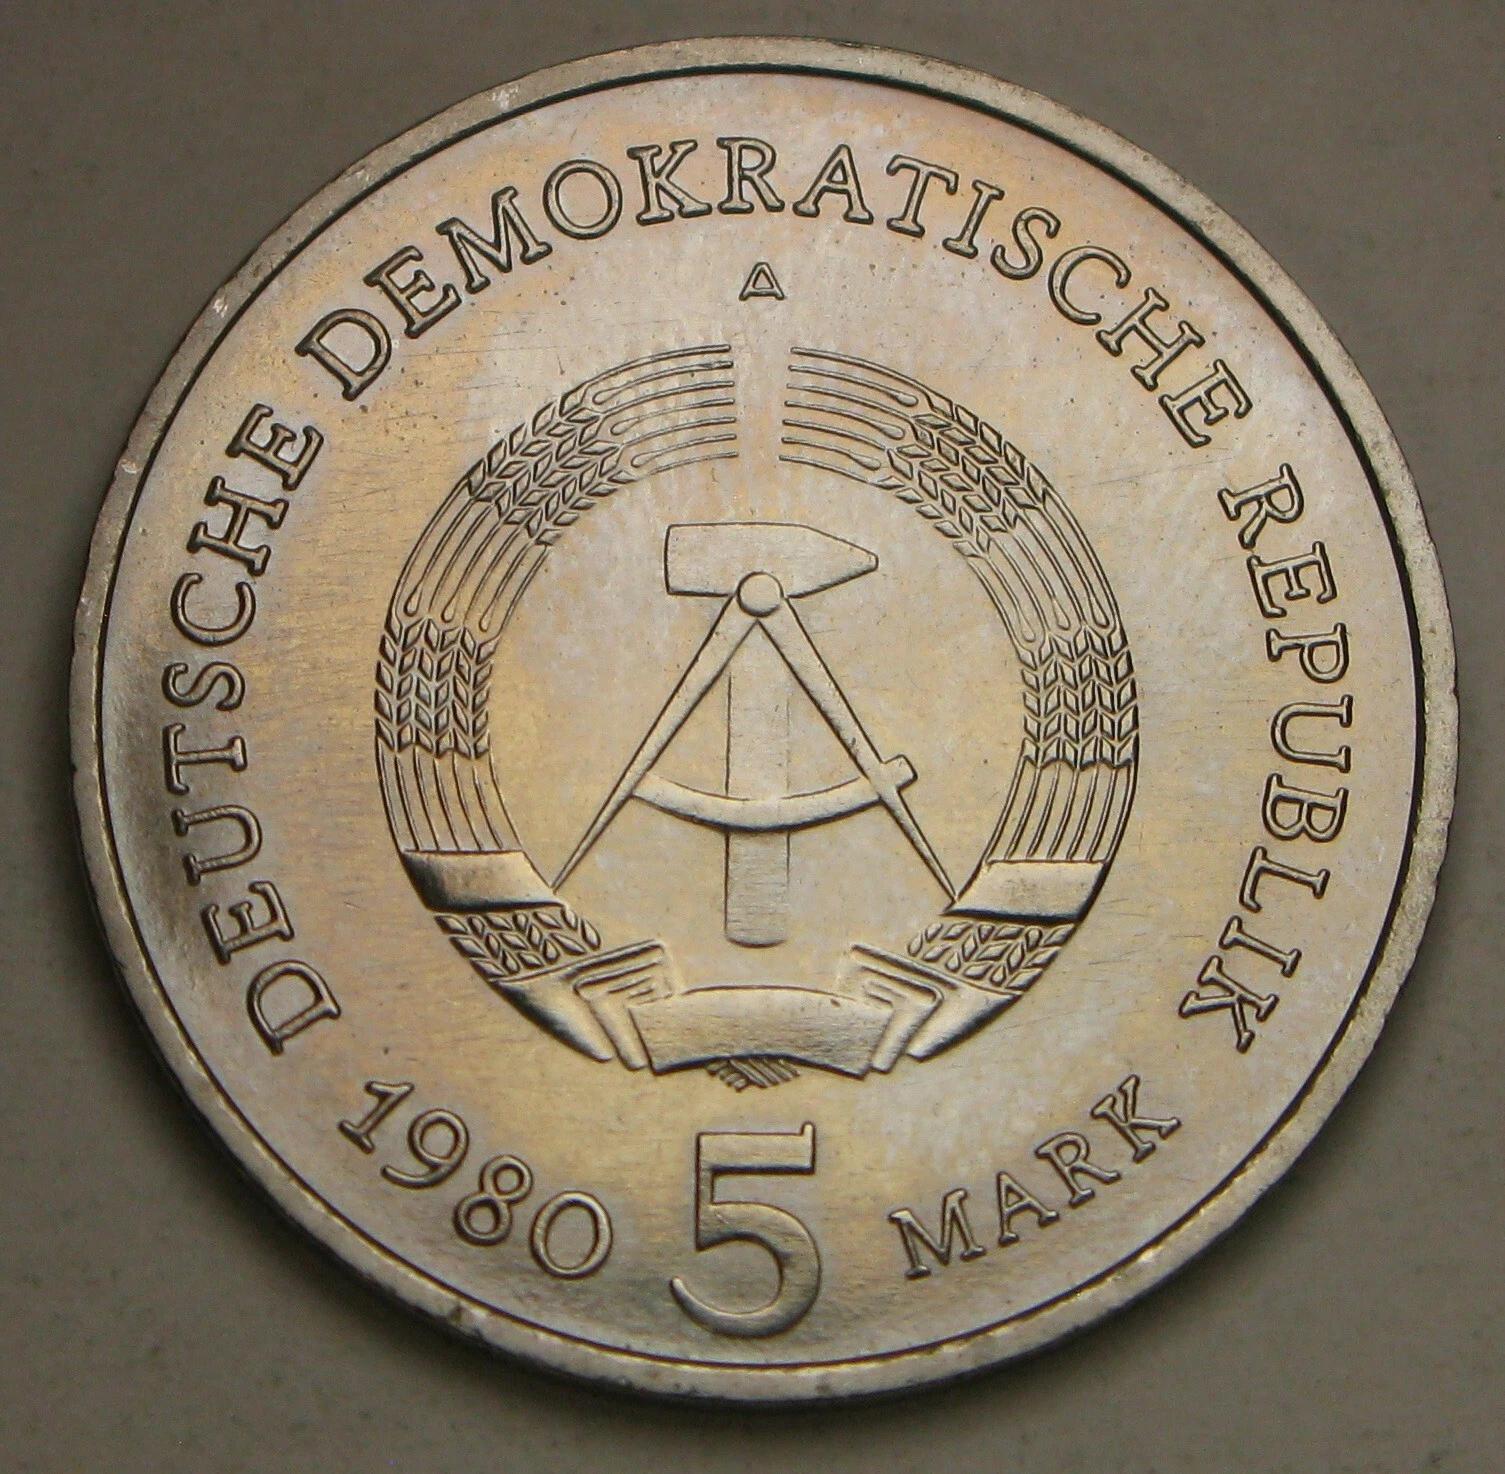 DEUTSCHE DEMOKRATISCHE REPUBLIK
A
1980 5 MARK